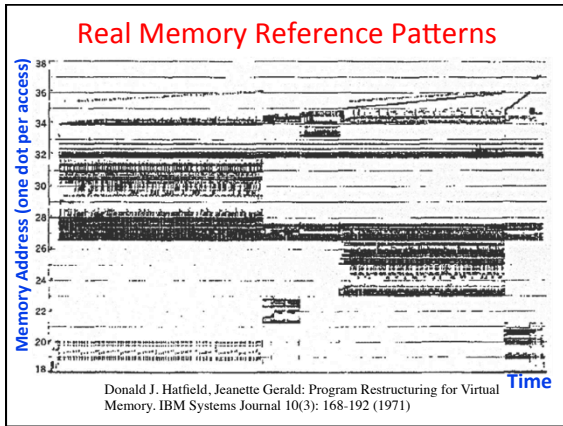 Real Memory Reference Patterns
Memory Address (one dot per access)
38
36
34
32
30
28
26
24
22
20
18
Time
Donald J. Hatfield, Jeanette Gerald: Program Restructuring for Virtual
Memory. IBM Systems Journal 10(3): 168-192 (1971)